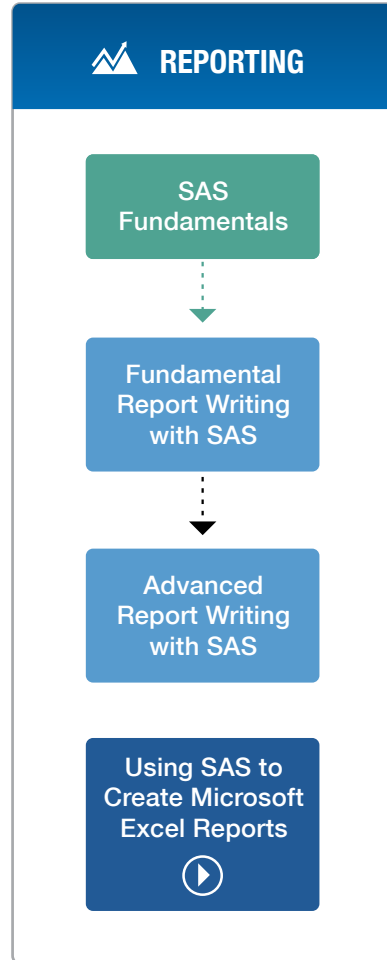 REPORTING
SAS
Fundamentals
Fundamental
Report Writing
with SAS
Advanced
Report Writing
with SAS
Using SAS to
Create Microsoft
Excel Reports